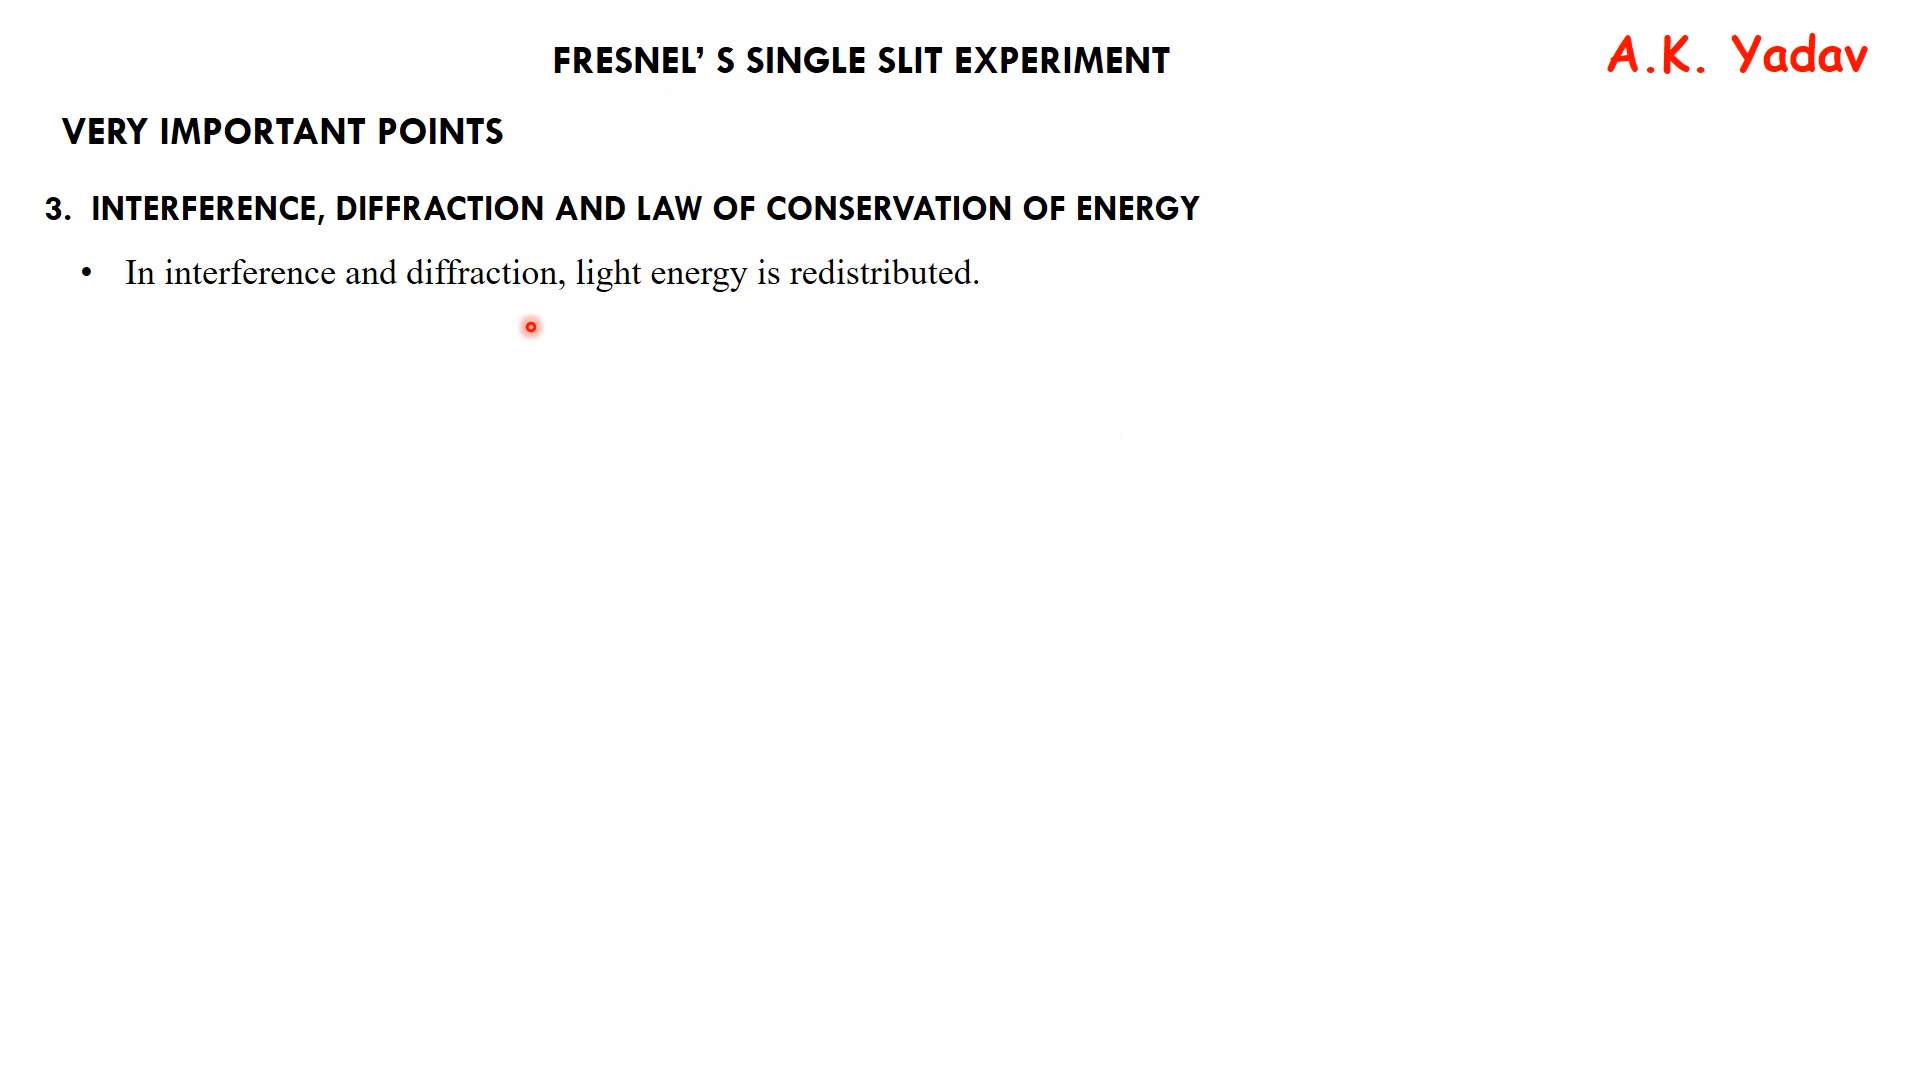 FRESNEL’ S SINGLE SLIT EXPERIMENT
A.K. Yadav
VERY IMPORTANT POINTS
3. INTERFERENCE, DIFFRACTION AND LAW OF CONSERVATION OF ENERGY
• In interference and diffraction, light energy is redistributed.